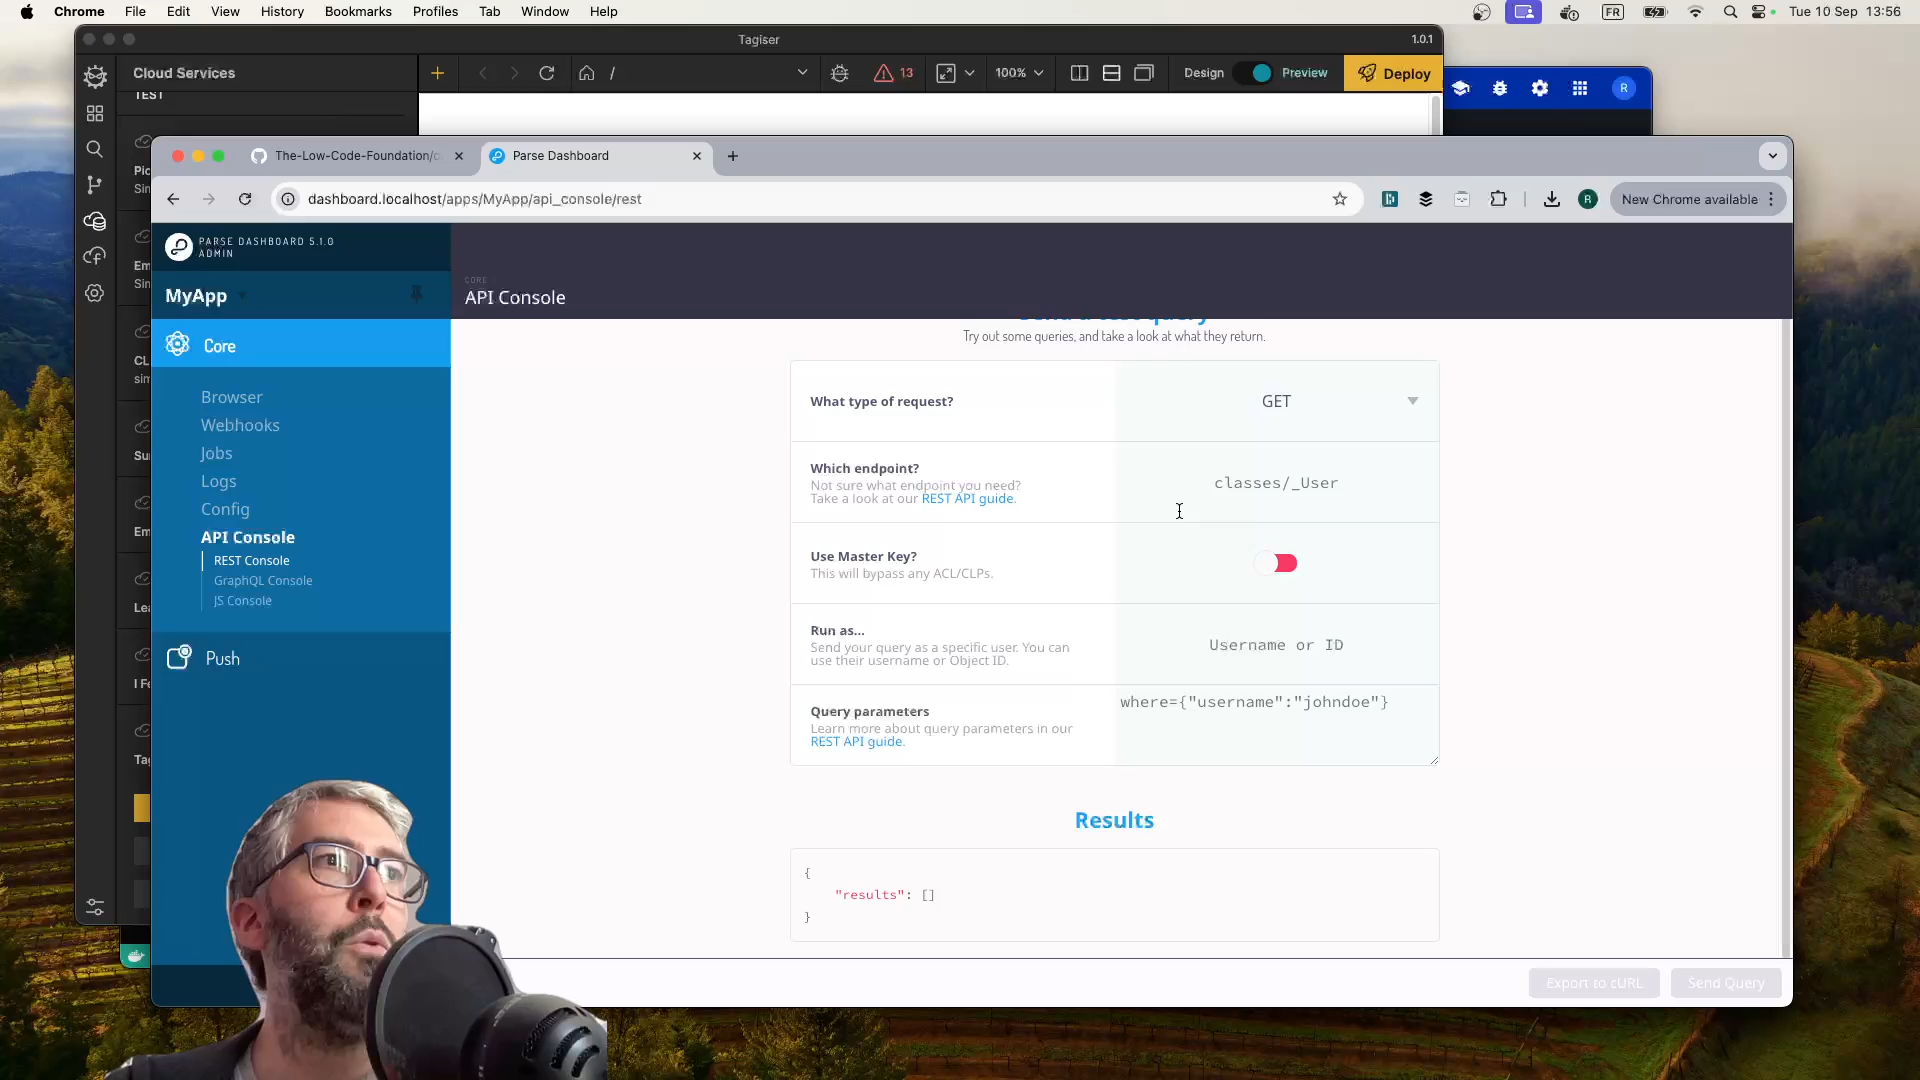 Chrome File Edit View History Bookmarks Profiles Tab Window Help FR Tue 10 Sep 13:56
Tagiser 1.0.1
Cloud Services / 13 100% Design Preview Deploy
TEST
R
The-Low-Code-Foundation/ Parse Dashboard
dashboard.localhost/apps/MyApp/api_console/rest R New Chrome available
PARSE DASHBOARD 5.1.0
ADMIN
MyApp
CORE
API Console
Core
Browser
Webhooks
Jobs
Logs
Config
API Console
REST Console
GraphQL Console
JS Console
Push
Send a test query
Try out some queries, and take a look at what they return.
What type of request? GET
Which endpoint?
Not sure what endpoint you need?
Take a look at our REST API guide.
classes/_User
Use Master Key?
This will bypass any ACL/CLPs.
Run as...
Send your query as a specific user. You can
use their username or Object ID.
Username or ID
Query parameters
Learn more about query parameters in our
REST API guide.
where={"username":"johndoe"}
Results
{
"results": []
}
Export to cURL Send Query